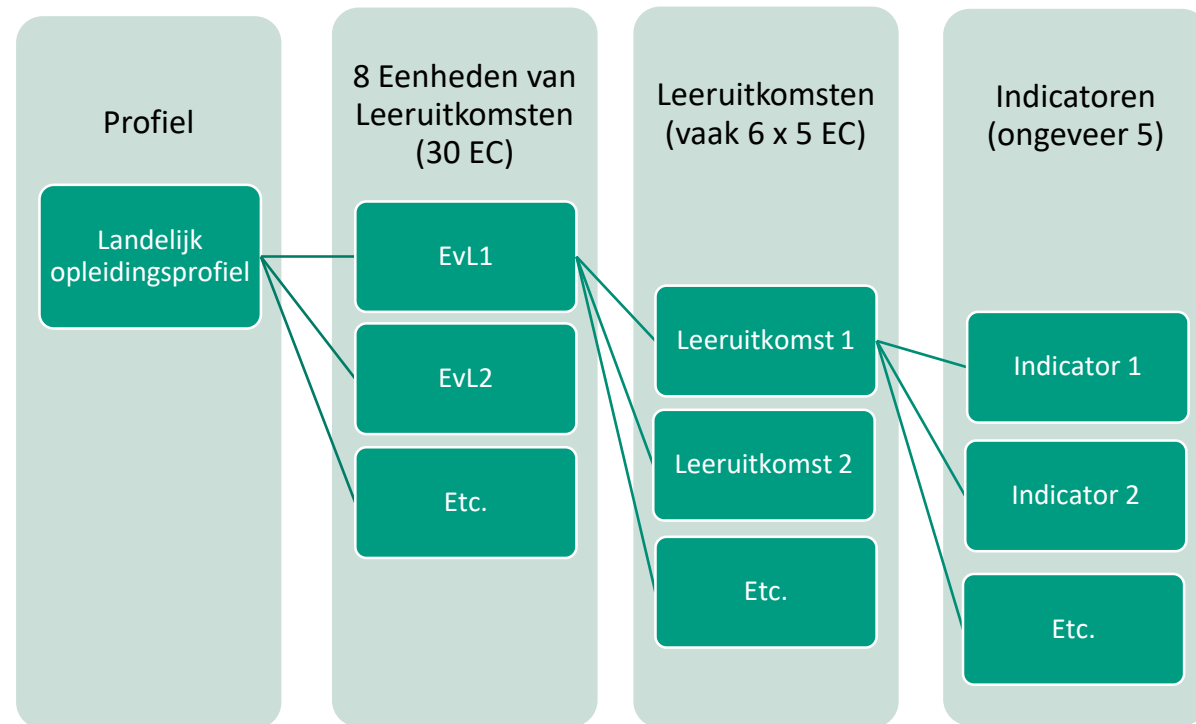 Profiel
Landelijk
opleidingsprofiel
8 Eenheden van
Leeruitkomsten
(30 EC)
EvL1
EvL2
Etc.
Leeruitkomsten
(vaak 6 x 5 EC)
Leeruitkomst 1
Leeruitkomst 2
Etc.
Indicatoren
(ongeveer 5)
Indicator 1
Indicator 2
Etc.